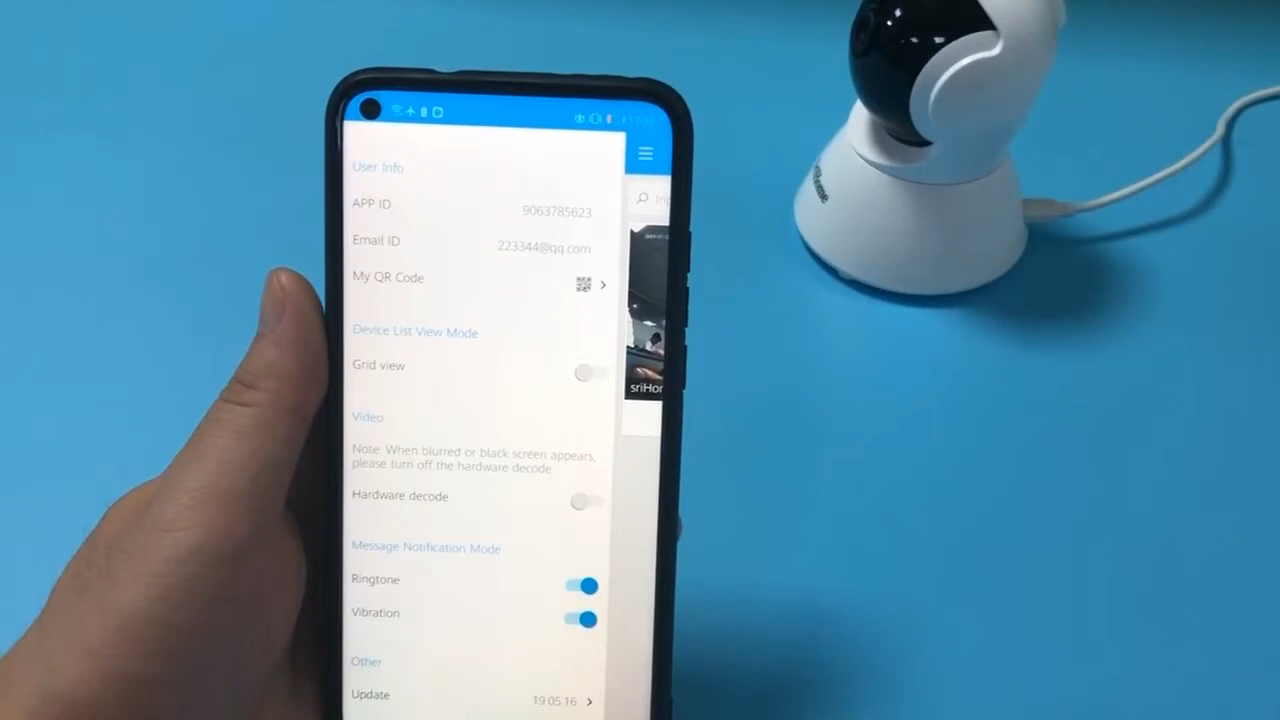 User Info
APP ID
9063785623
Email ID
223344@qq.com
My QR Code
Device List View Mode
Grid view
Video
Note: When blurred or black screen appears,
please turn off the hardware decode
Hardware decode
Message Notification Mode
Ringtone
Vibration
Other
Update
19.05.16
sriHor